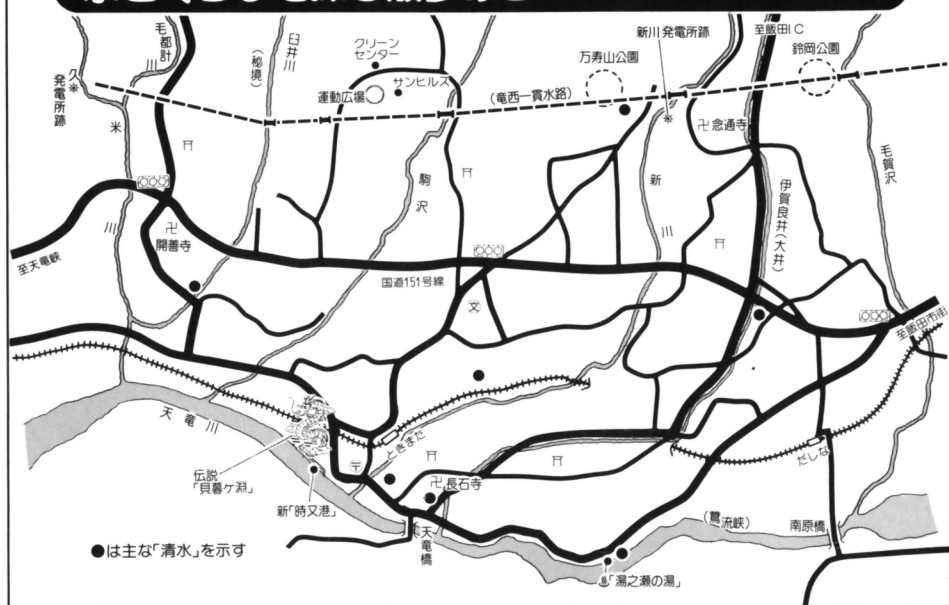 至飯田I.C
毛都計
川
臼井川
(秘境)
クリーン
センター
サンヒルズ
運動広場
新川発電所跡
万寿山公園
鈴岡公園
久
発電所跡
米
川
(竜西一貫水路)
卍念通寺
毛賀沢
駒沢
新
川
伊賀良井(大井)
卍
開善寺
至天竜峡
国道151号線
文
至飯田市街
天竜川
ときまた
だしな
伝説
「貝暮ケ淵」
〒
新「時又港」
卍長石寺
天竜橋
(鵞流峡)
南原橋
♨「湯之瀬の湯」
●は主な「清水」を示す